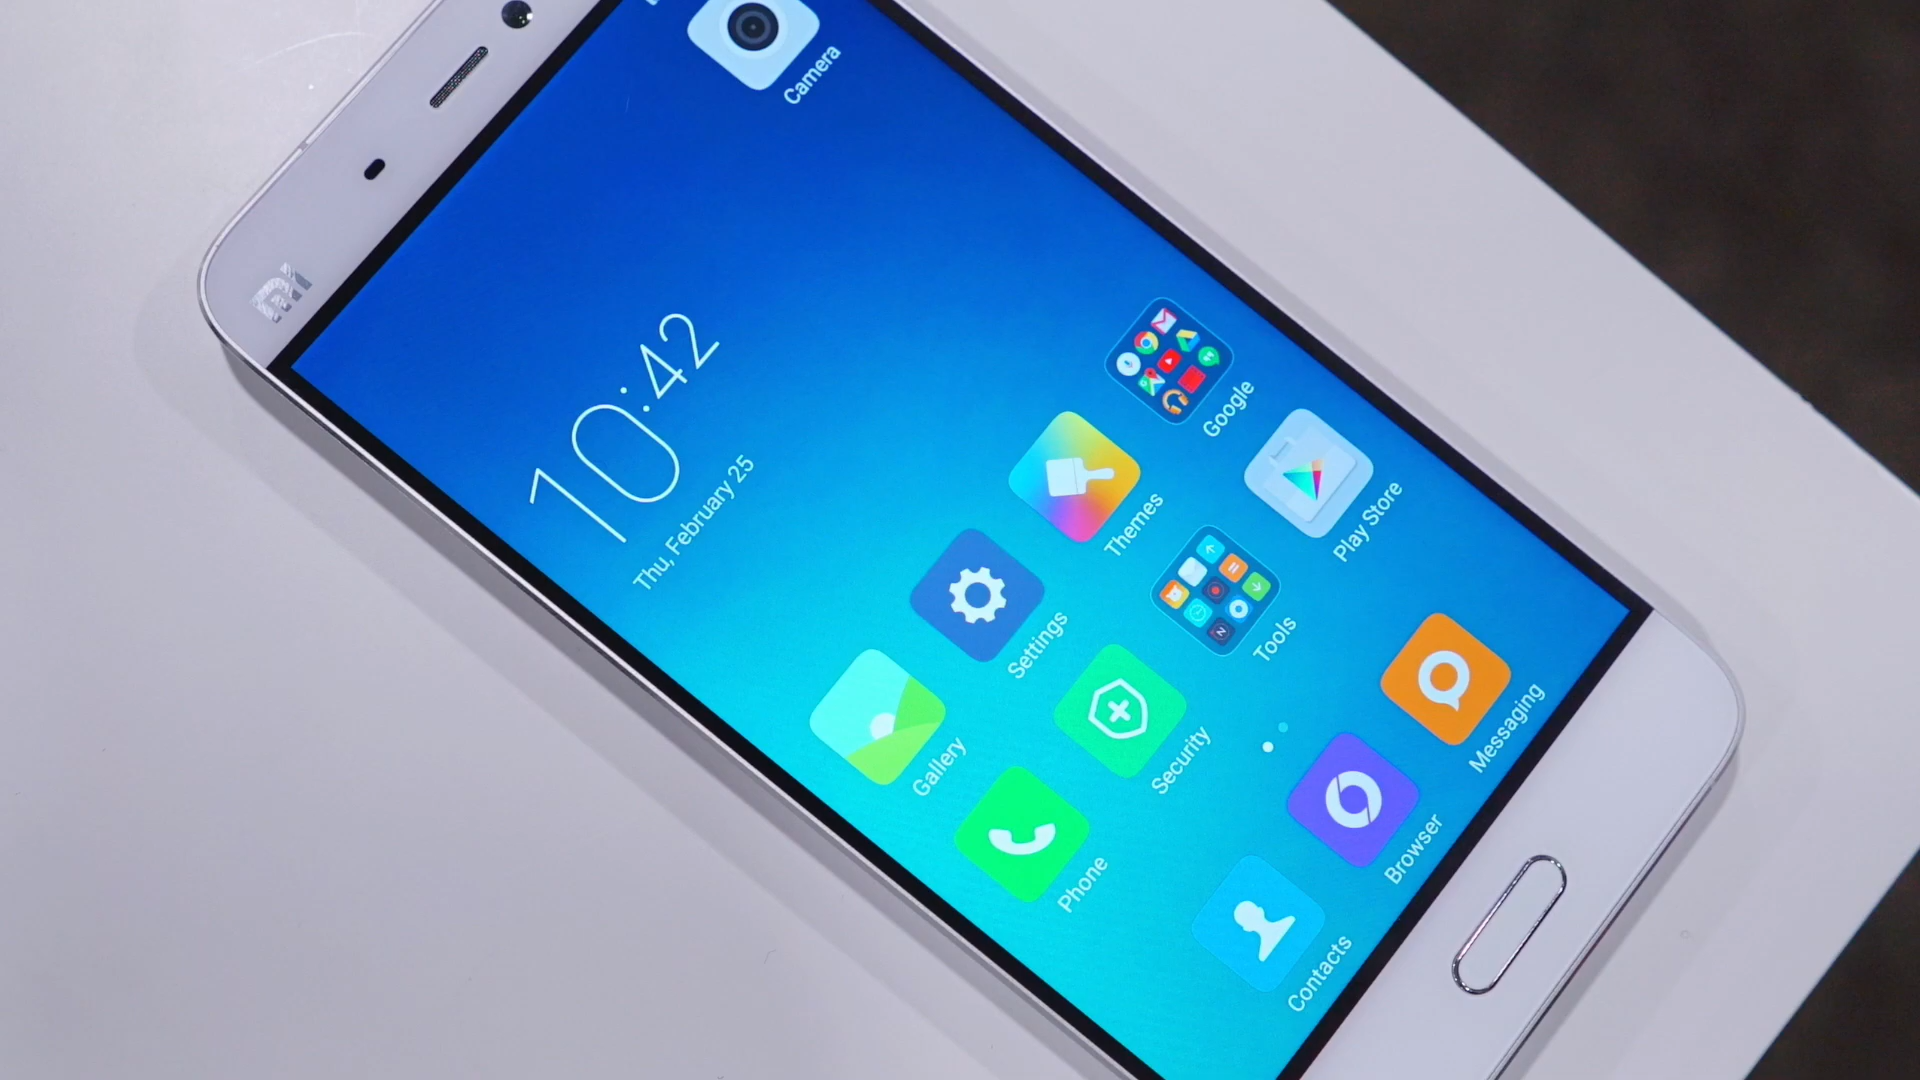 mi
Camera
10:42
Thu, February 25
Gallery
Settings
Themes
Google
Phone
Security
Tools
Play Store
Contacts
Browser
Messaging